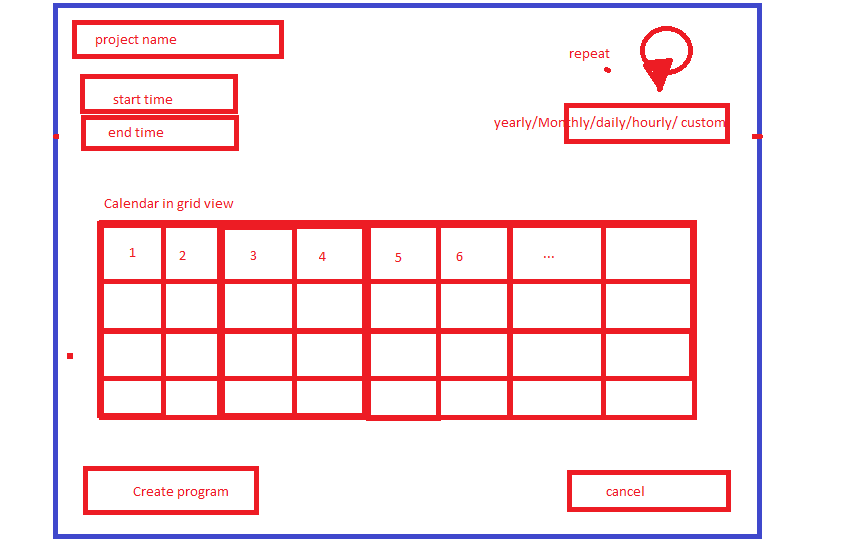 project name
repeat
start time
yearly/Monthly/daily/hourly/ custom
end time
Calendar in grid view
1 2 3 4 5 6 ...
Create program
cancel